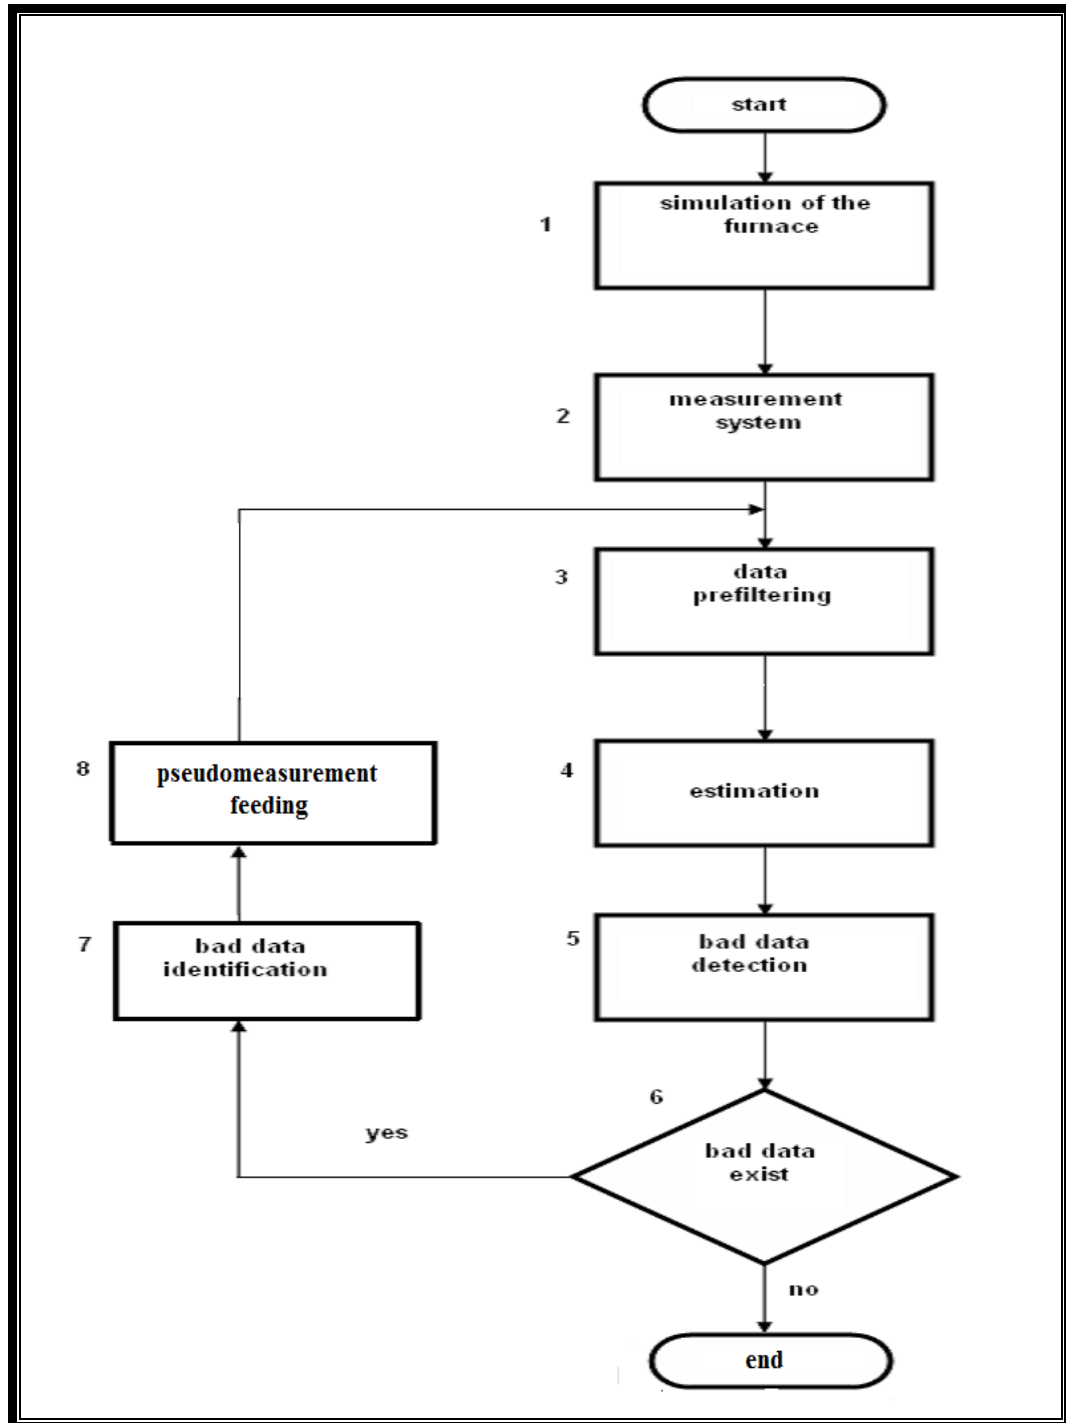 start
1
simulation of the
furnace
2
measurement
system
3
data
prefiltering
8
pseudomeasurement
feeding
4
estimation
7
bad data
identification
5
bad data
detection
6
bad data
exist
yes
no
end